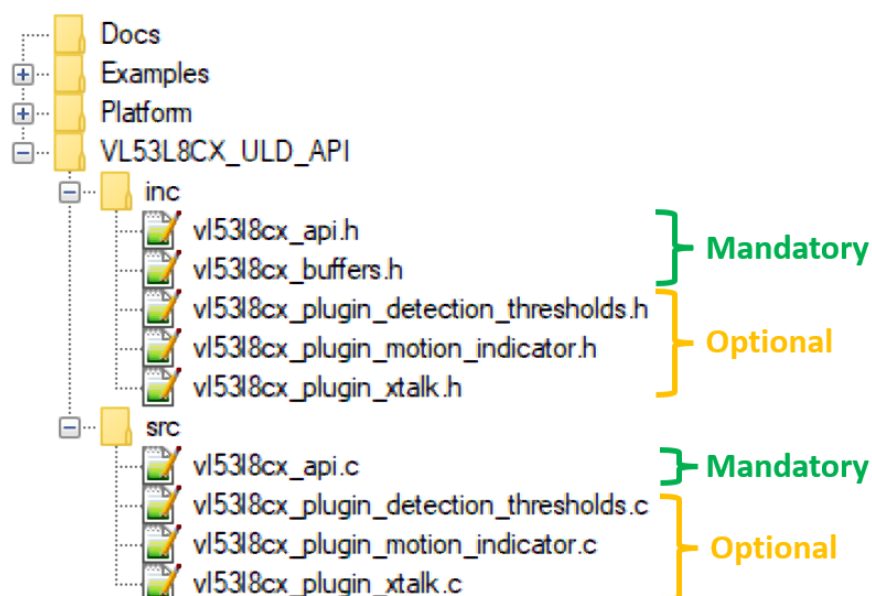 Docs
Examples
Platform
VL53L8CX_ULD_API
inc
vl53l8cx_api.h
vl53l8cx_buffers.h
Mandatory
vl53l8cx_plugin_detection_thresholds.h
vl53l8cx_plugin_motion_indicator.h
Optional
vl53l8cx_plugin_xtalk.h
src
vl53l8cx_api.c
Mandatory
vl53l8cx_plugin_detection_thresholds.c
vl53l8cx_plugin_motion_indicator.c
Optional
vl53l8cx_plugin_xtalk.c